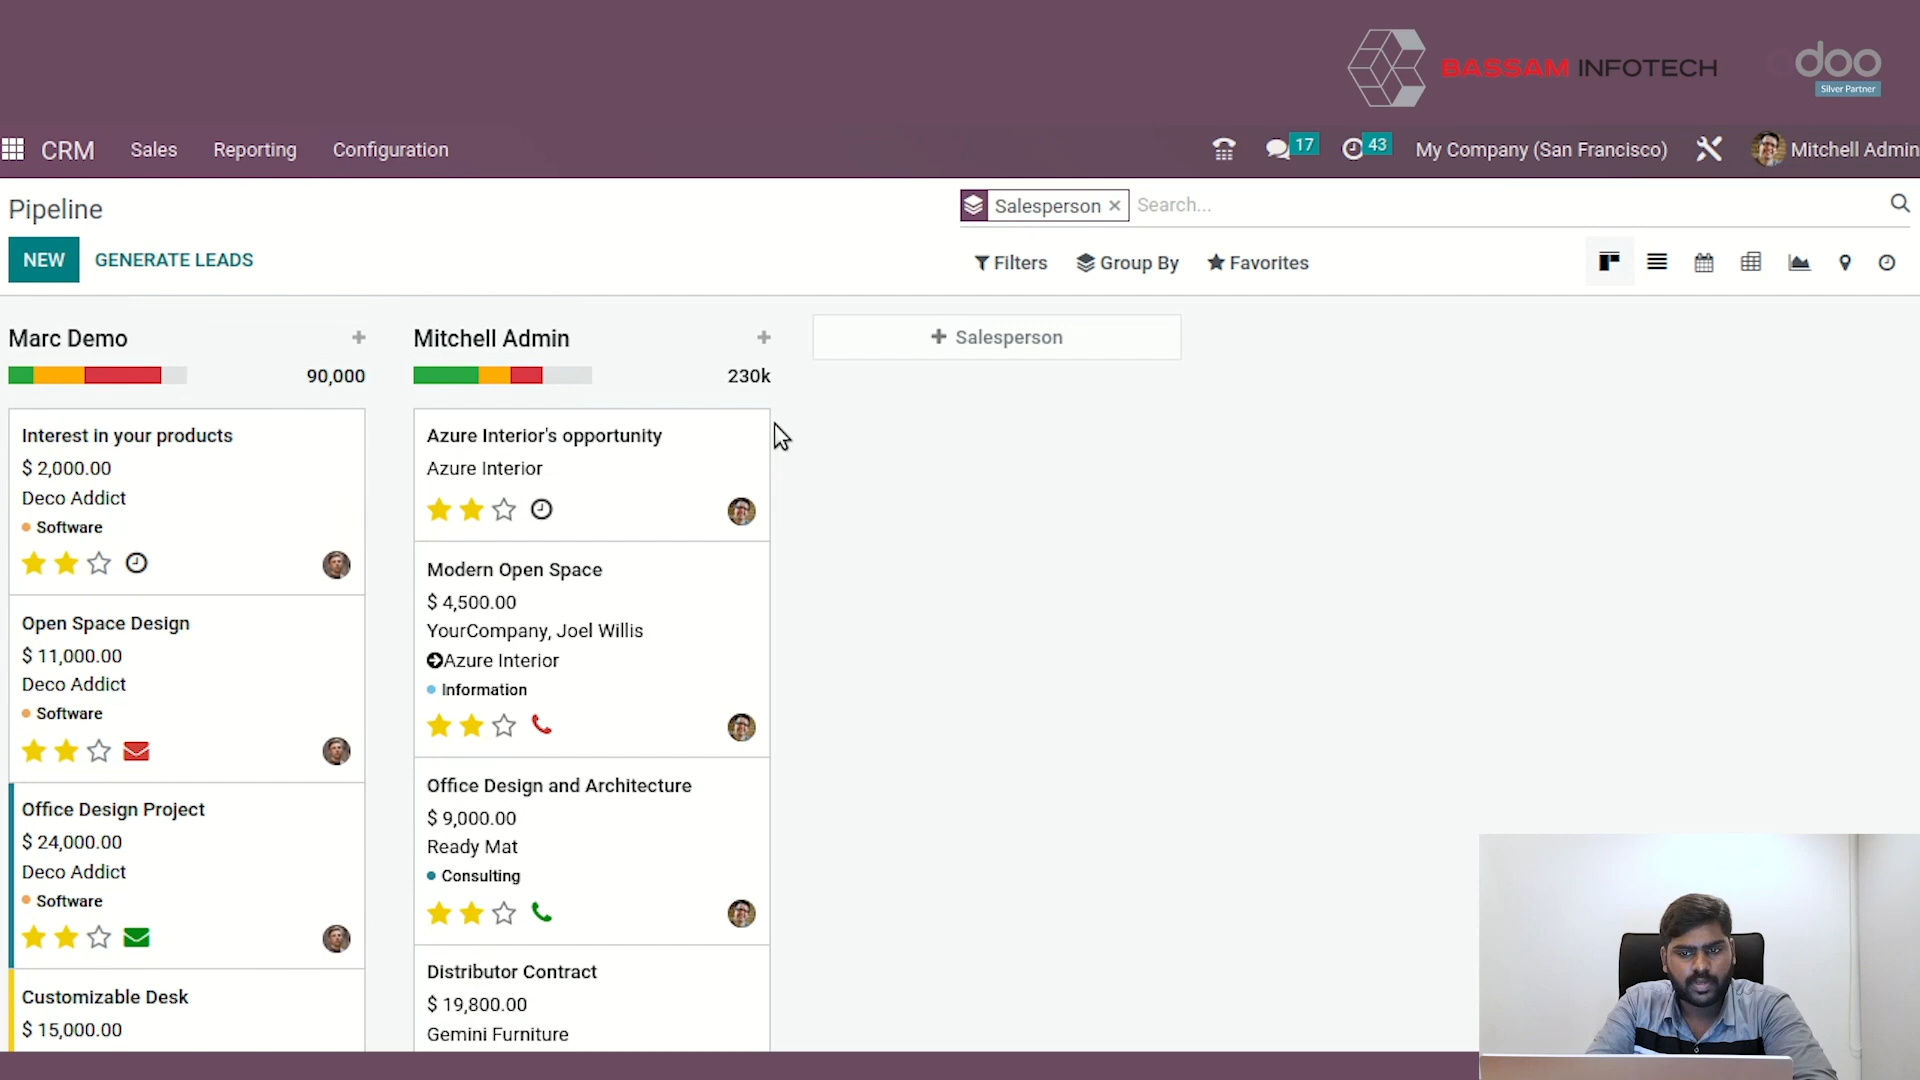 BASSAM INFOTECH
odoo
Silver Partner
CRM Sales Reporting Configuration 17 43 My Company (San Francisco) Mitchell Admin
Pipeline
Salesperson × Search...
NEW GENERATE LEADS
Filters Group By Favorites
Marc Demo +
90,000
Interest in your products
$ 2,000.00
Deco Addict
Software
Open Space Design
$ 11,000.00
Deco Addict
Software
Office Design Project
$ 24,000.00
Deco Addict
Software
Customizable Desk
$ 15,000.00
Mitchell Admin +
230k
Azure Interior's opportunity
Azure Interior
Modern Open Space
$ 4,500.00
YourCompany, Joel Willis
Azure Interior
Information
Office Design and Architecture
$ 9,000.00
Ready Mat
Consulting
Distributor Contract
$ 19,800.00
Gemini Furniture
+ Salesperson